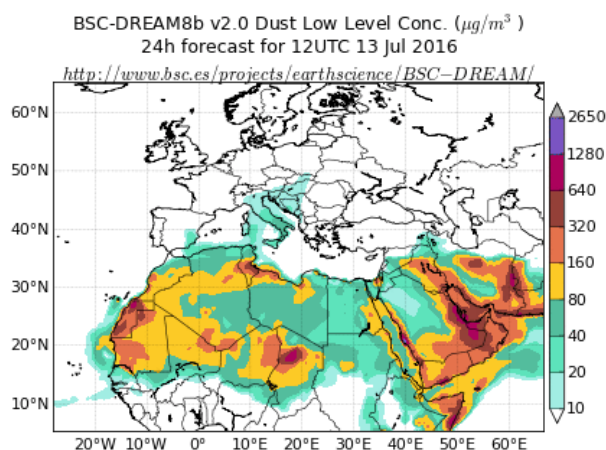 BSC-DREAM8b v2.0 Dust Low Level Conc. (μg/m³ )
24h forecast for 12UTC 13 Jul 2016
http://www.bsc.es/projects/earthscience/BSC−DREAM/
60°N
50°N
40°N
30°N
20°N
10°N
20°W 10°W 0° 10°E 20°E 30°E 40°E 50°E 60°E
2650
1280
640
320
160
80
40
20
10